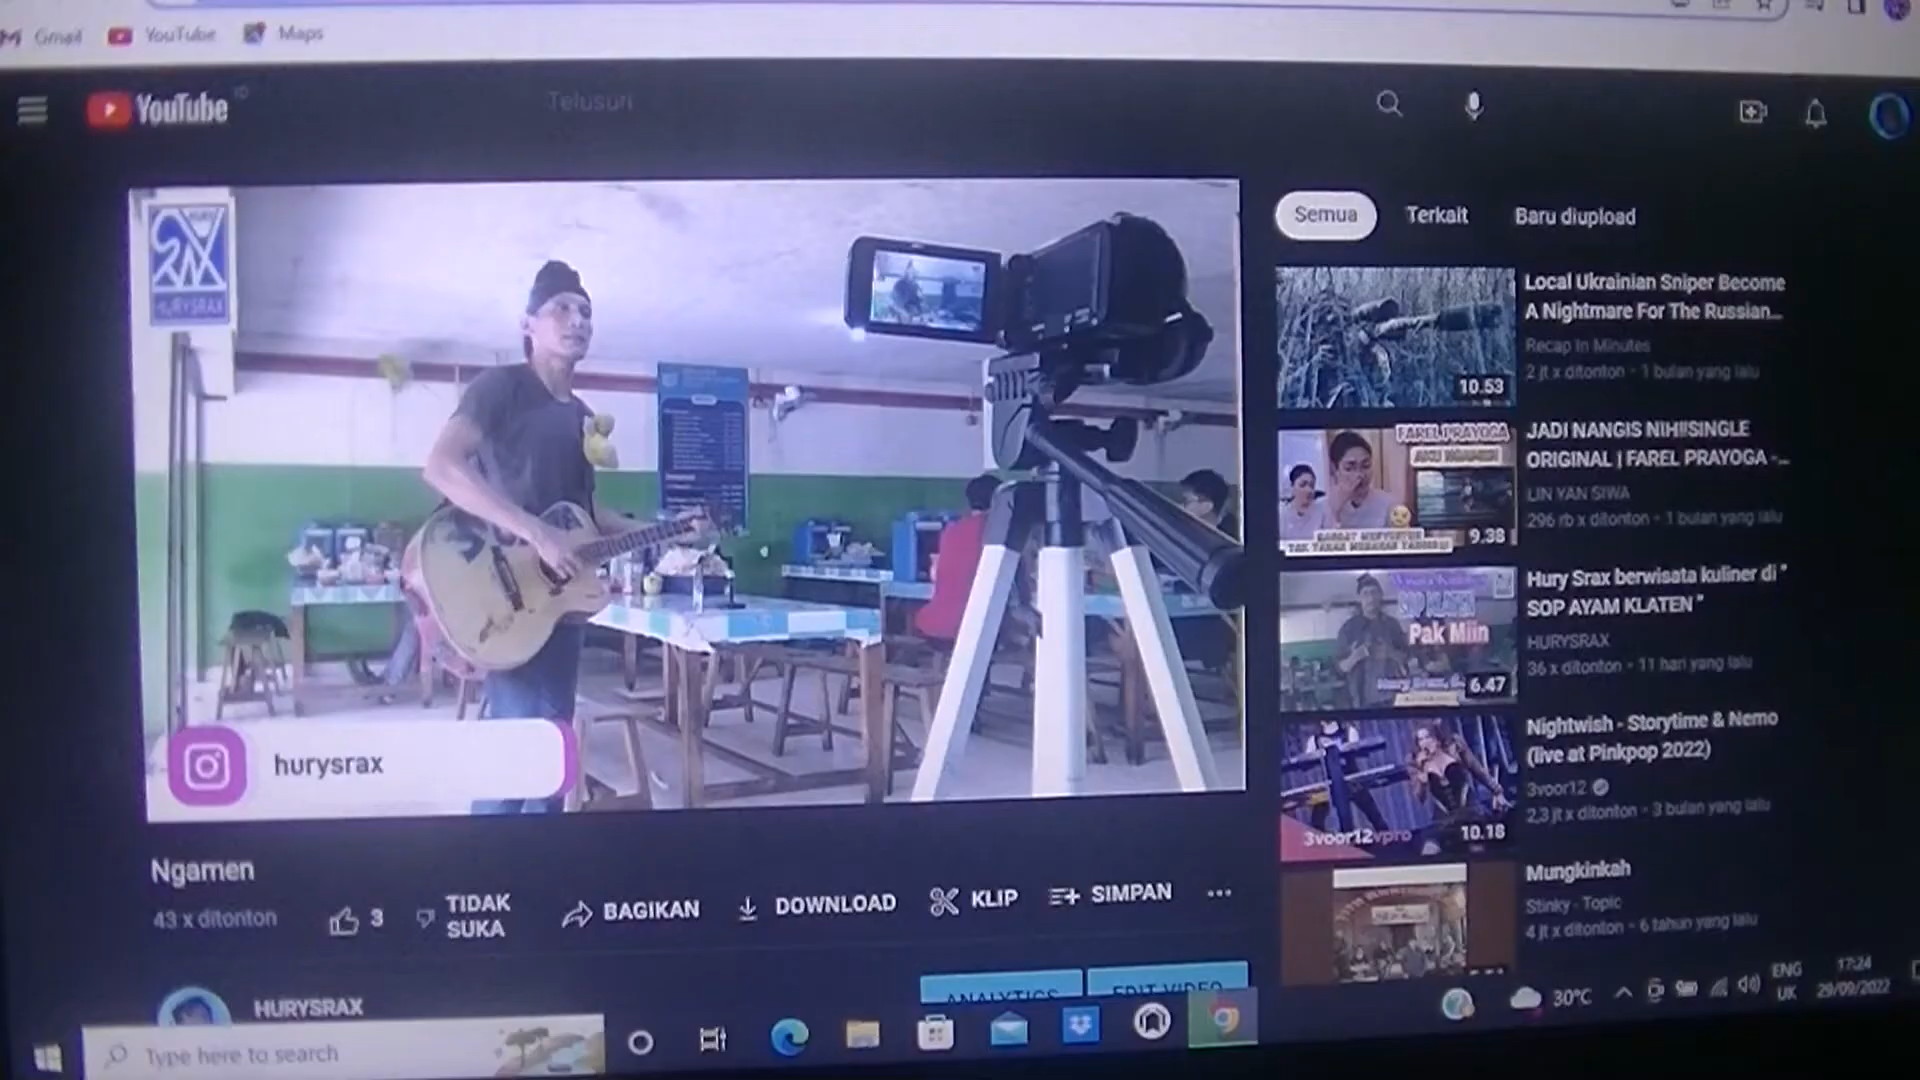 Gmail
YouTube
Maps
YouTube
ID
Telusuri
HURYSRAX
hurysrax
Ngamen
43 x ditonton
3
TIDAK
SUKA
BAGIKAN
DOWNLOAD
KLIP
SIMPAN
HURYSRAX
ANALYTICS
EDIT VIDEO
Semua
Terkait
Baru diupload
Local Ukrainian Sniper Become
A Nightmare For The Russian...
Recap In Minutes
2 jt x ditonton • 1 bulan yang lalu
10.53
FAREL PRAYOGA
JADI NANGIS NIH!!SINGLE
ORIGINAL | FAREL PRAYOGA -...
LIN YAN SIWA
296 rb x ditonton • 1 bulan yang lalu
9.38
SOP KLATEN
Pak Miin
6.47
Hury Srax berwisata kuliner di "
SOP AYAM KLATEN "
HURYSRAX
36 x ditonton • 11 hari yang lalu
Nightwish - Storytime & Nemo
(live at Pinkpop 2022)
3voor12
2,3 jt x ditonton • 3 bulan yang lalu
3voor12vpro
10.18
Mungkinkah
Stinky - Topic
4 jt x ditonton • 6 tahun yang lalu
Type here to search
30°C
ENG
UK
17:24
29/09/2022